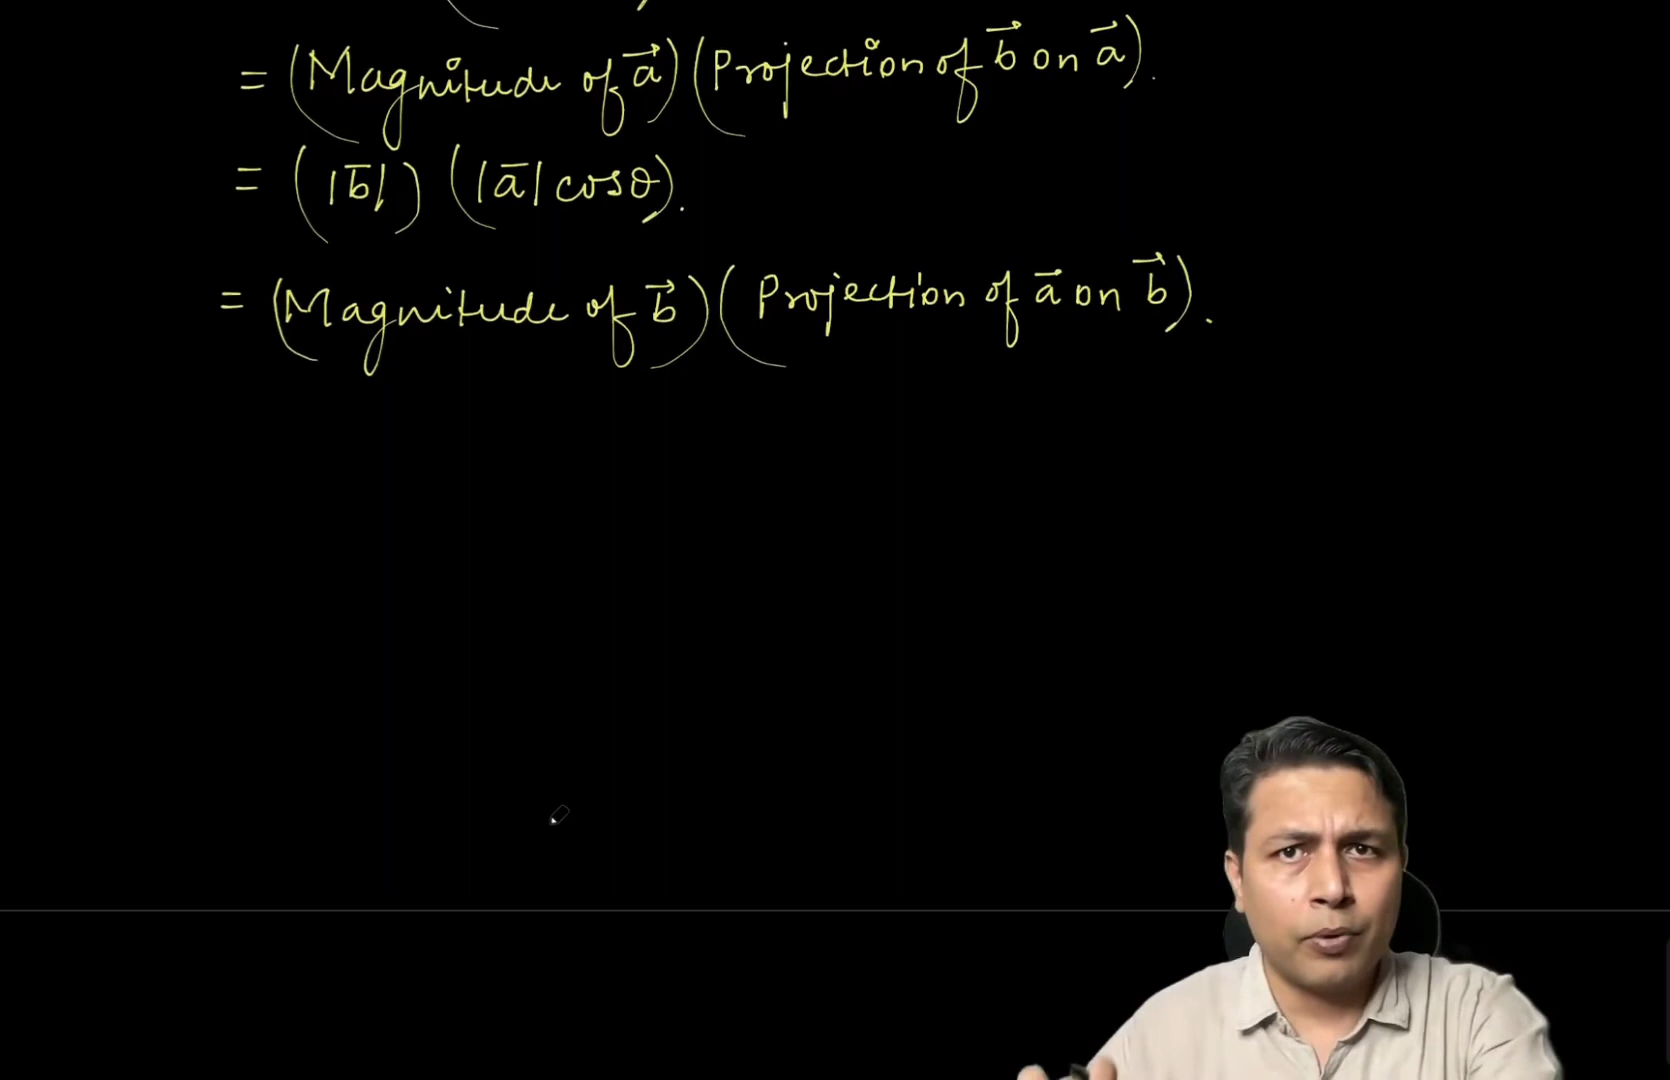 = (Magnitude of a⃗) (Projection of b⃗ on a⃗).
= (|b̅|) (|a̅| cosθ).
= (Magnitude of b⃗) (Projection of a⃗ on b⃗).